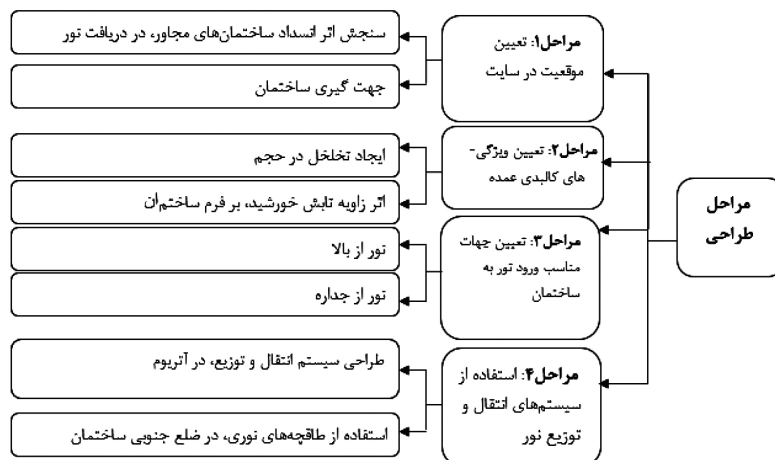 مراحل
طراحی
مراحل۱: تعیین
موقعیت در سایت
سنجش اثر انسداد ساختمان‌های مجاور، در دریافت نور
جهت گیری ساختمان
مراحل۲: تعیین ویژگی-
های کالبدی عمده
ایجاد تخلخل در حجم
اثر زاویه تابش خورشید، بر فرم ساختمان
مراحل۳: تعیین جهات
مناسب ورود نور به
ساختمان
نور از بالا
نور از جداره
مراحل۴: استفاده از
سیستم‌های انتقال و
توزیع نور
طراحی سیستم انتقال و توزیع، در آتریوم
استفاده از طاقچه‌های نوری، در ضلع جنوبی ساختمان